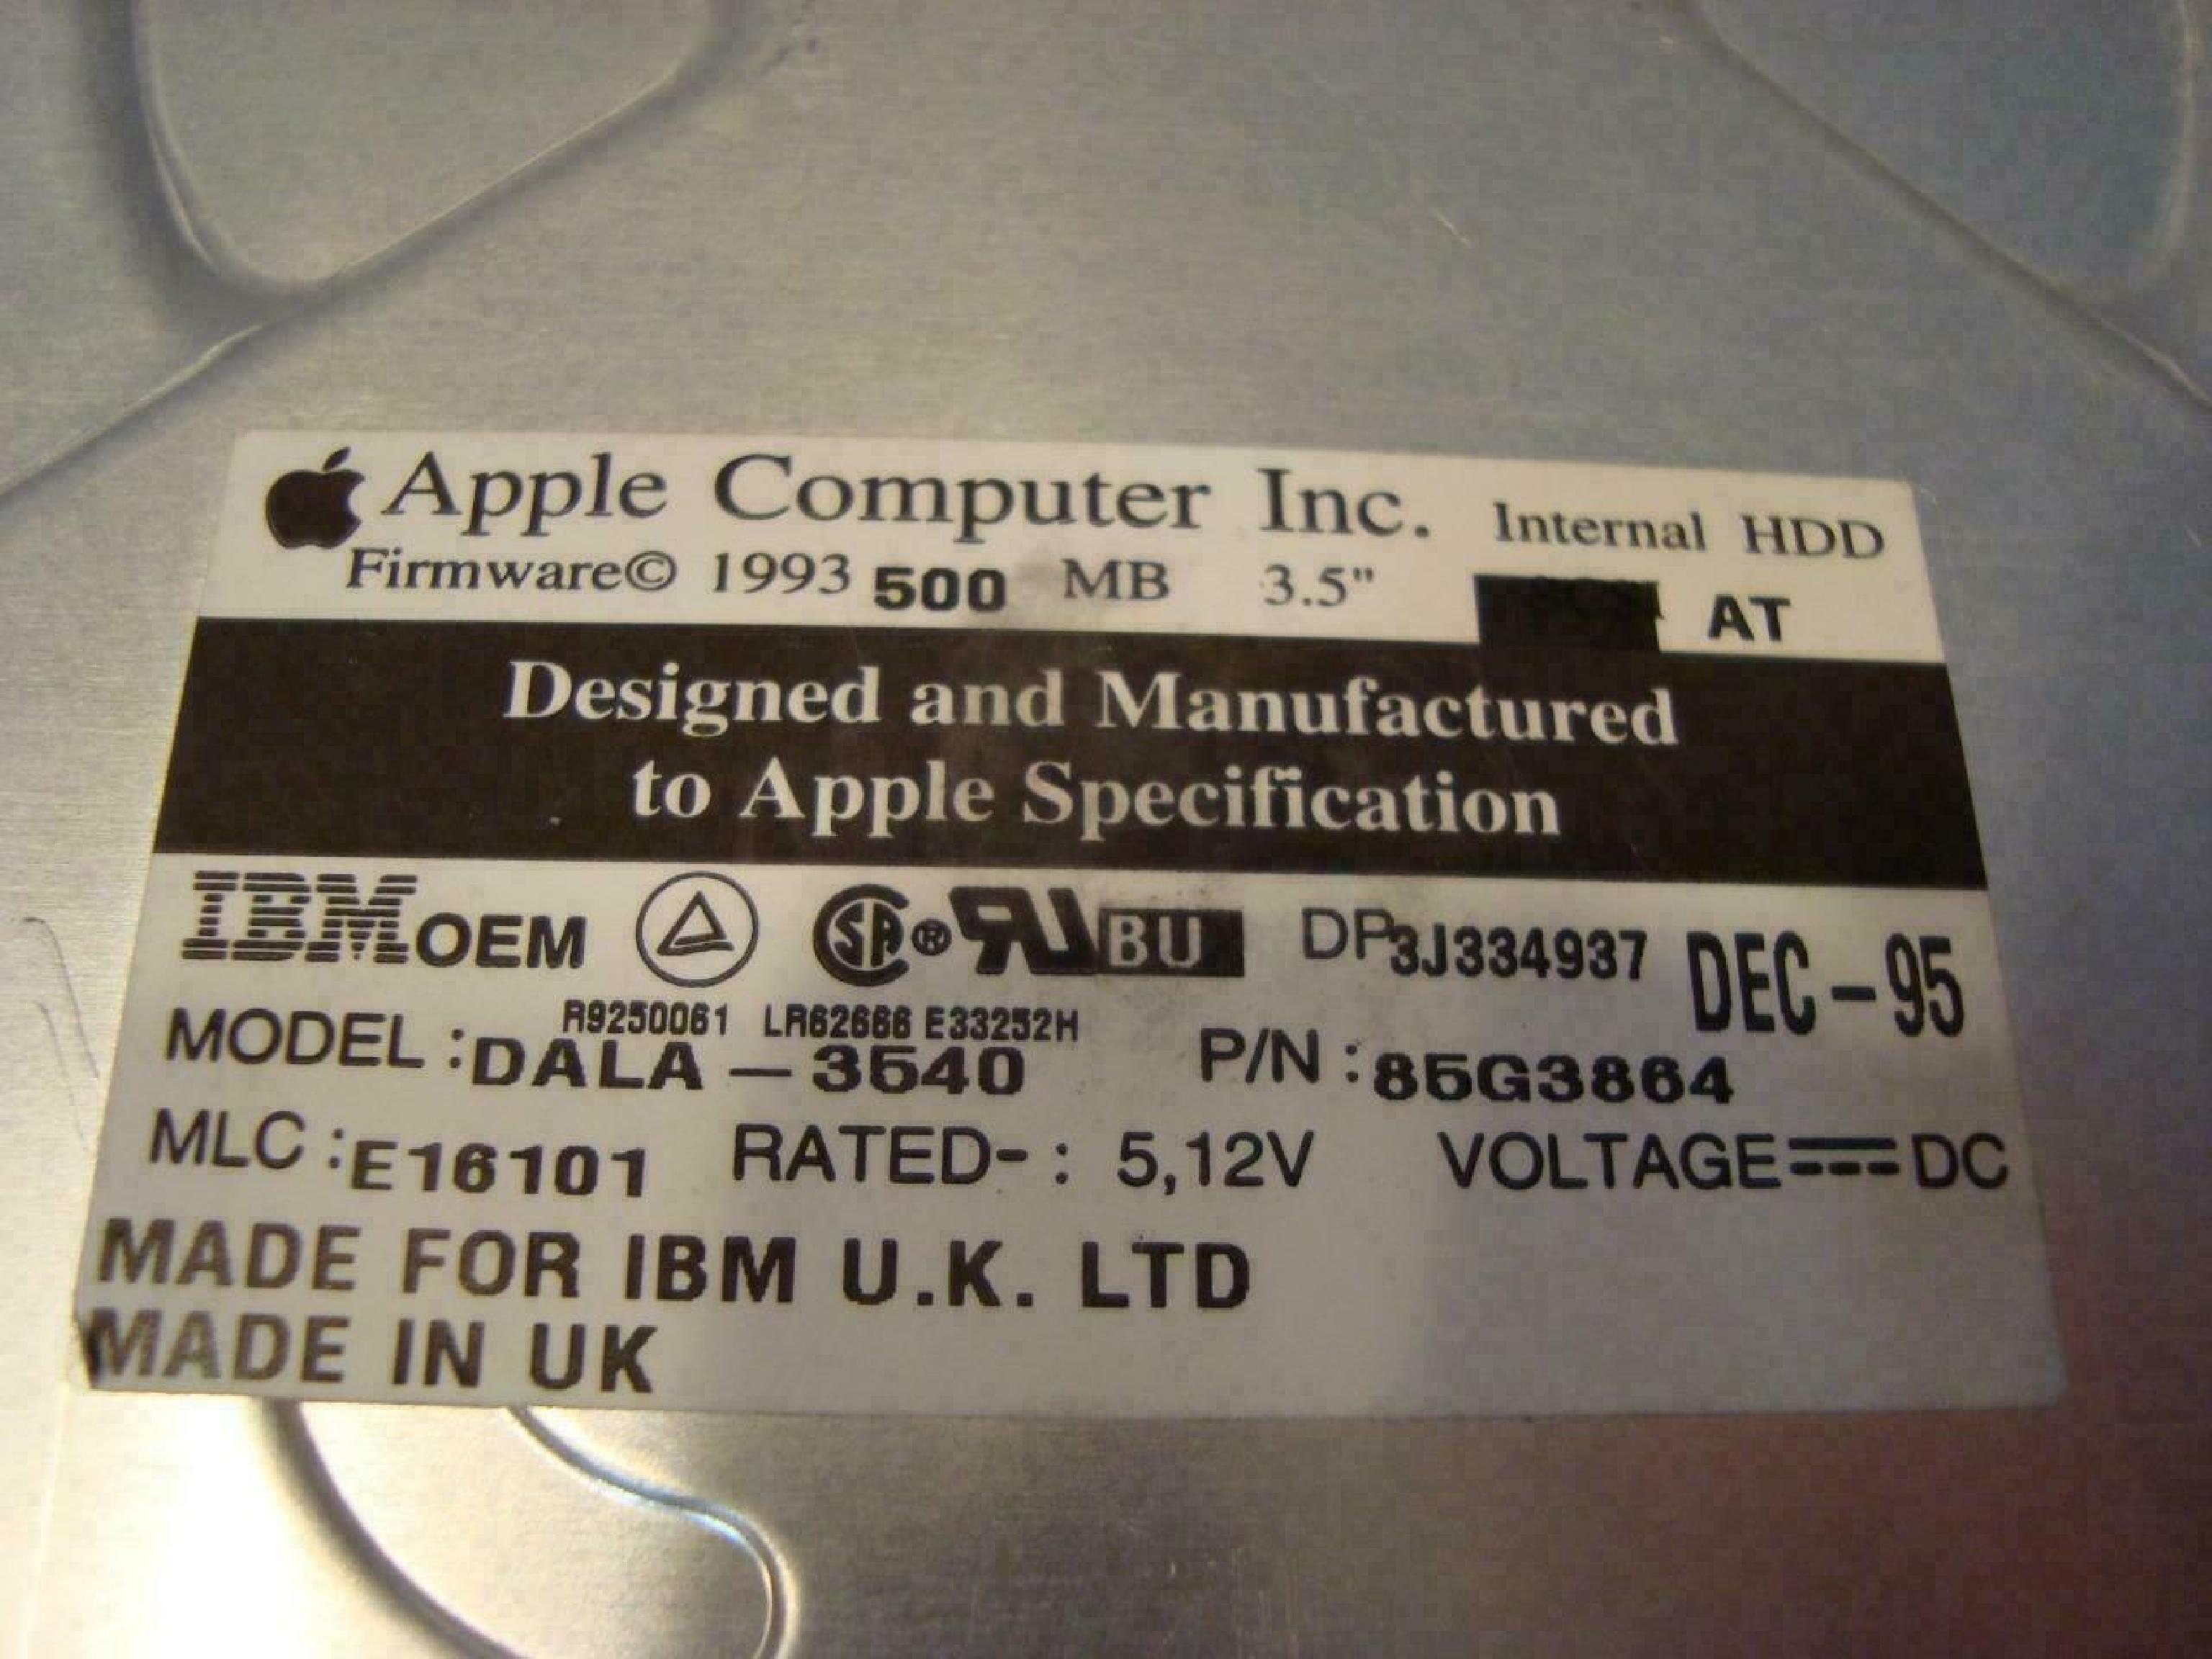 Apple Computer Inc. Internal HDD
Firmware© 1993 500 MB 3.5" AT
Designed and Manufactured
to Apple Specification
IBM OEM SA® RU BU DP3J334937 DEC-95
R9250061 LR62666 E33252H
MODEL : DALA-3540 P/N : 85G3864
MLC : E16101 RATED- : 5,12V VOLTAGE DC
MADE FOR IBM U.K. LTD
MADE IN UK